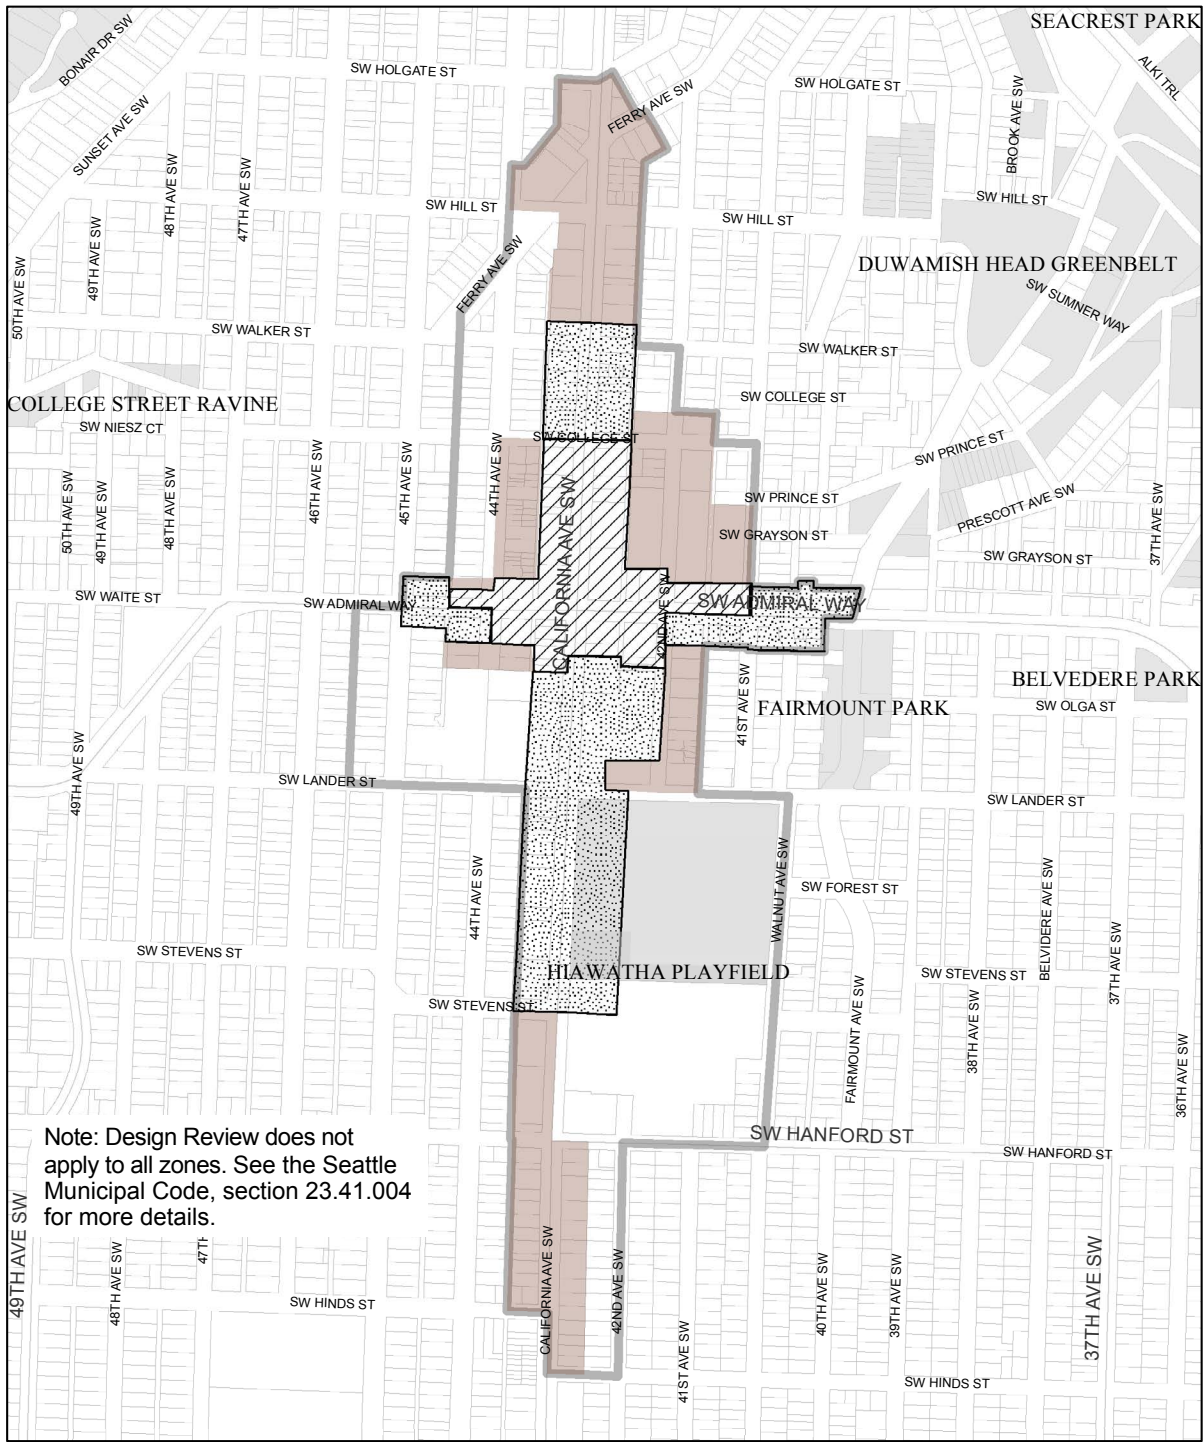 SEACREST PARK
BONAIR DR SW
SW HOLGATE ST
SW HOLGATE ST
ALKI TRL
FERRY AVE SW
BROOK AVE SW
SUNSET AVE SW
48TH AVE SW
47TH AVE SW
SW HILL ST
SW HILL ST
SW HILL ST
49TH AVE SW
50TH AVE SW
FERRY AVE SW
DUWAMISH HEAD GREENBELT
SW SUMNER WAY
SW WALKER ST
SW WALKER ST
COLLEGE STREET RAVINE
SW COLLEGE ST
SW NIESZ CT
SW COLLEGE ST
SW PRINCE ST
50TH AVE SW
49TH AVE SW
48TH AVE SW
46TH AVE SW
45TH AVE SW
44TH AVE SW
CALIFORNIA AVE SW
SW PRINCE ST
PRESCOTT AVE SW
37TH AVE SW
SW GRAYSON ST
SW GRAYSON ST
SW WAITE ST
SW ADMIRAL WAY
42ND AVE SW
SW ADMIRAL WAY
BELVEDERE PARK
41ST AVE SW
FAIRMOUNT PARK
SW OLGA ST
49TH AVE SW
SW LANDER ST
SW LANDER ST
44TH AVE SW
WALNUT AVE SW
SW FOREST ST
BELVIDERE AVE SW
37TH AVE SW
SW STEVENS ST
HIAWATHA PLAYFIELD
SW STEVENS ST
SW STEVENS ST
FAIRMOUNT AVE SW
38TH AVE SW
36TH AVE SW
Note: Design Review does not
apply to all zones. See the Seattle
Municipal Code, section 23.41.004
for more details.
SW HANFORD ST
SW HANFORD ST
49TH AVE SW
48TH AVE SW
47TH
SW HINDS ST
CALIFORNIA AVE SW
42ND AVE SW
41ST AVE SW
40TH AVE SW
39TH AVE SW
37TH AVE SW
SW HINDS ST